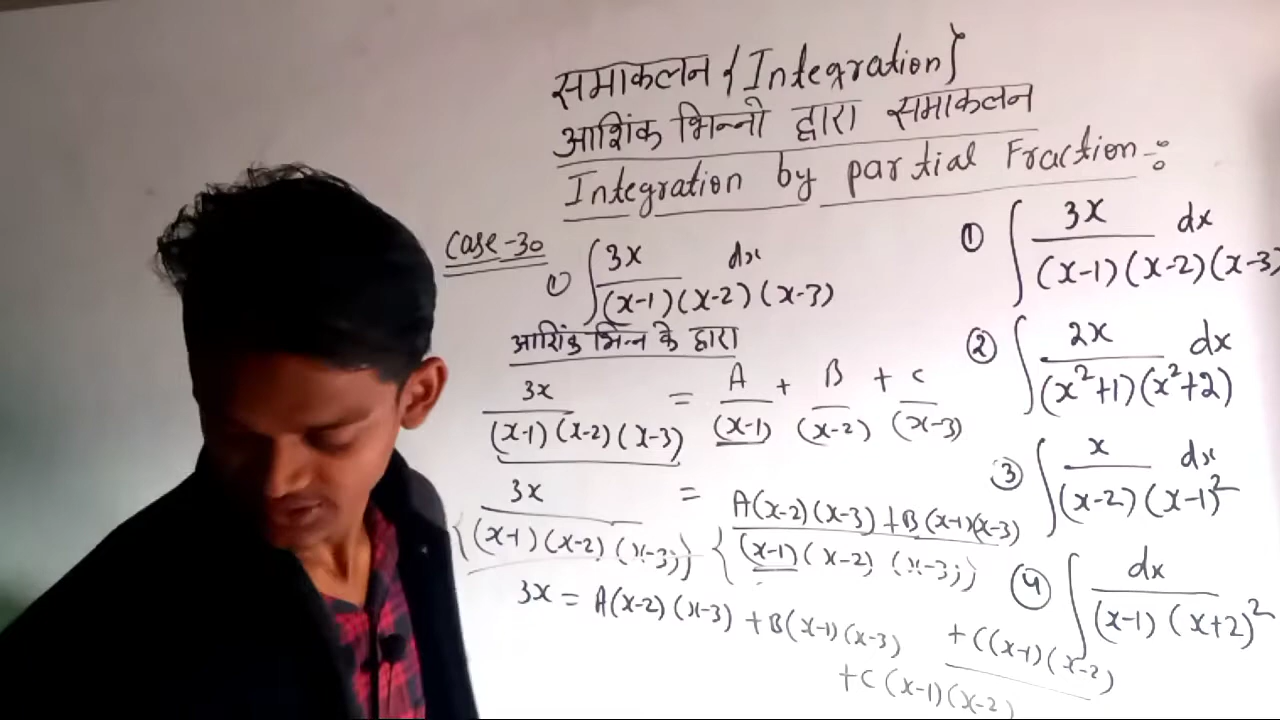 समाकलन {Integration}
आशिंक भिन्नो द्वारा समाकलन
Integration by partial Fraction -:
Case -30
① ∫ 3x / (x-1)(x-2)(x-3) dx
आशिंक भिन्न के द्वारा
3x / (x-1)(x-2)(x-3) = A / (x-1) + B / (x-2) + C / (x-3)
3x / {(x-1)(x-2)(x-3)} = A(x-2)(x-3) + B(x-1)(x-3) / {(x-1)(x-2)(x-3)}
+ C(x-1)(x-2)
3x = A(x-2)(x-3) + B(x-1)(x-3)
+ C(x-1)(x-2)
① ∫ 3x / (x-1)(x-2)(x-3) dx
② ∫ 2x / (x²+1)(x²+2) dx
③ ∫ x / (x-2)(x-1)² dx
④ ∫ dx / (x-1)(x+2)²